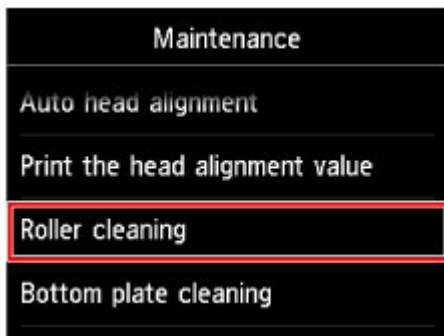 Maintenance
Auto head alignment
Print the head alignment value
Roller cleaning
Bottom plate cleaning